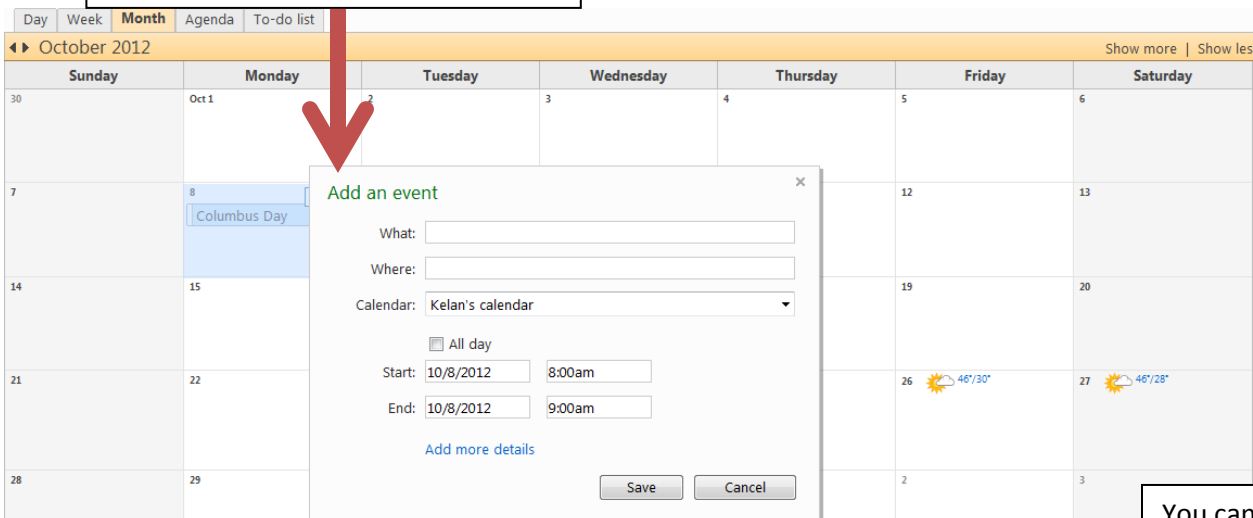 Day Week Month Agenda To-do list
October 2012 Show more | Show les
Sunday Monday Tuesday Wednesday Thursday Friday Saturday
30 Oct 1 2 3 4 5 6
7 8 12 13
Columbus Day
Add an event
What:
Where:
Calendar: Kelan's calendar
All day
Start: 10/8/2012 8:00am
End: 10/8/2012 9:00am
Add more details
Save Cancel
14 15 19 20
21 22 26 46°/30° 27 46°/28°
28 29 2 3
You can